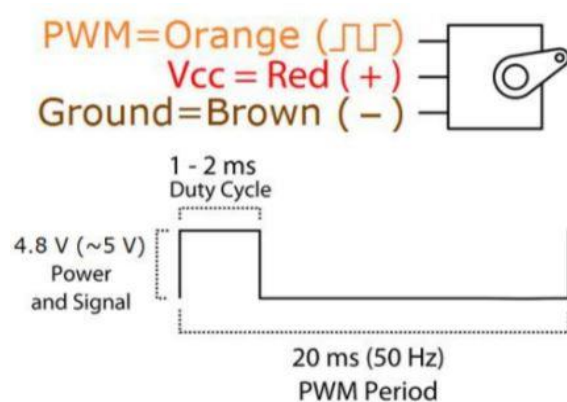 PWM=Orange (⎍⎍)
Vcc = Red (+)
Ground=Brown (−)
1 - 2 ms
Duty Cycle
4.8 V (~5 V)
Power
and Signal
20 ms (50 Hz)
PWM Period